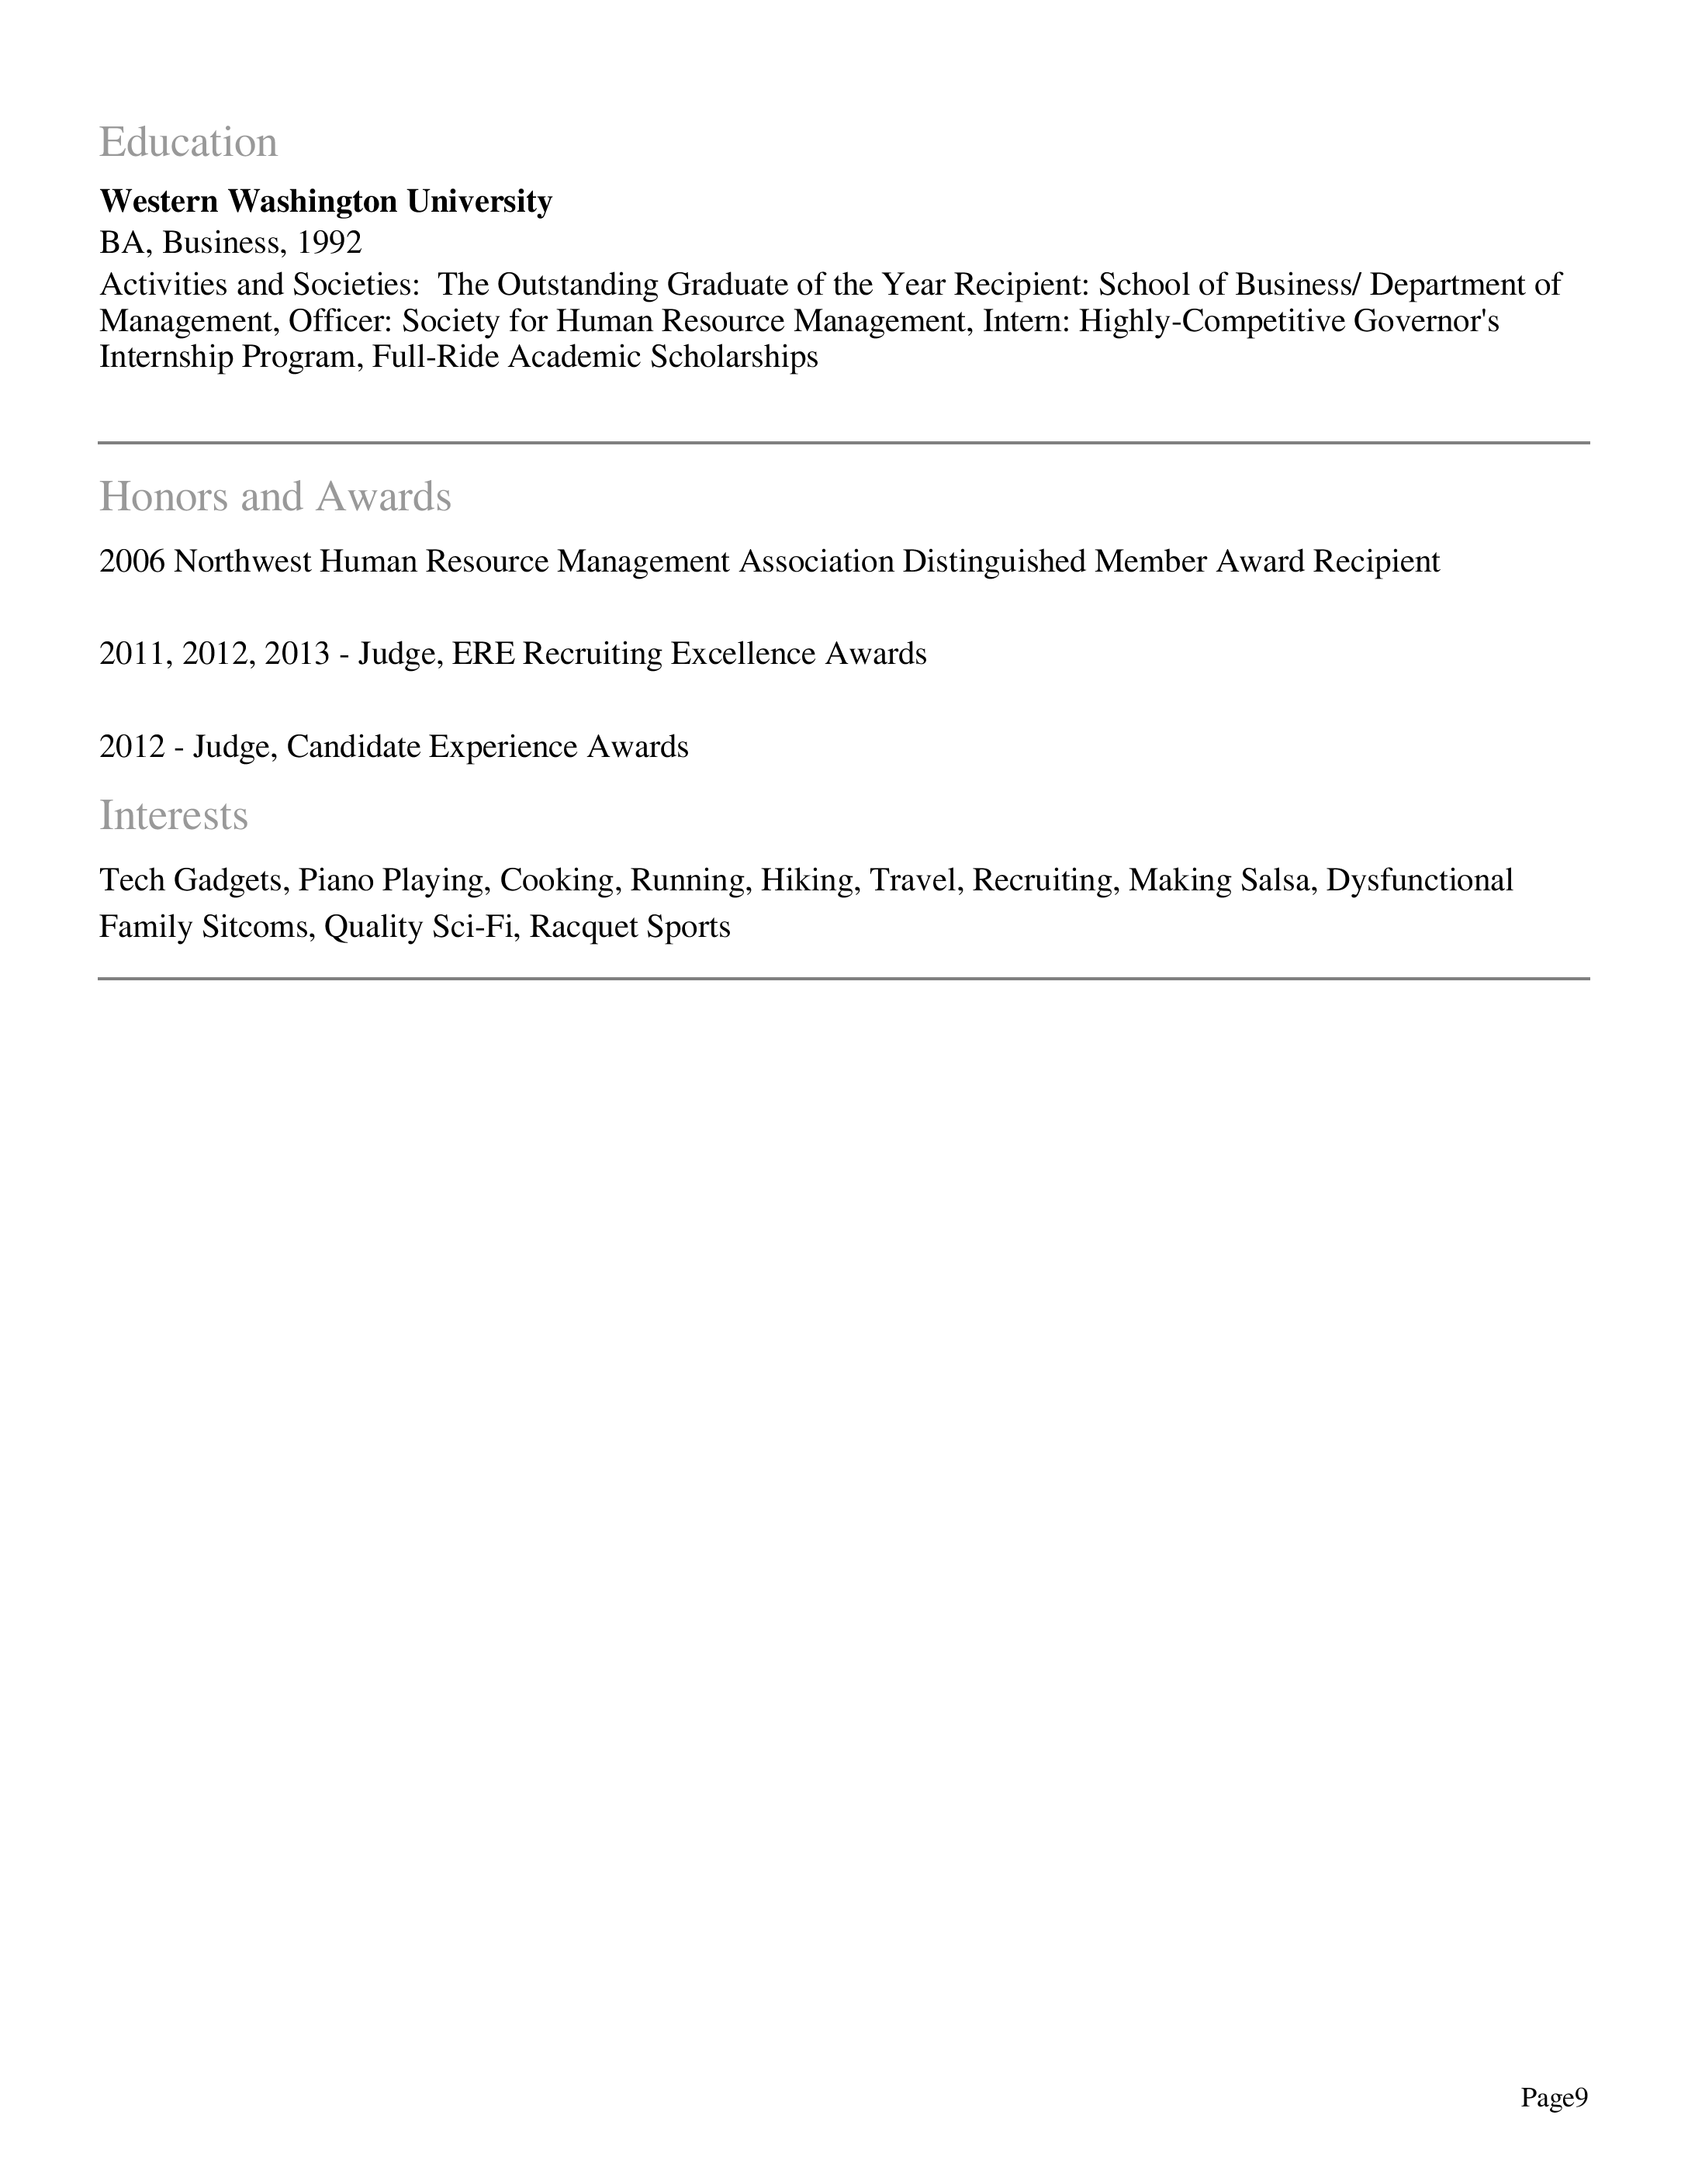 Education
Western Washington University
BA, Business, 1992
Activities and Societies:  The Outstanding Graduate of the Year Recipient: School of Business/ Department of
Management, Officer: Society for Human Resource Management, Intern: Highly-Competitive Governor's
Internship Program, Full-Ride Academic Scholarships
Honors and Awards
2006 Northwest Human Resource Management Association Distinguished Member Award Recipient
2011, 2012, 2013 - Judge, ERE Recruiting Excellence Awards
2012 - Judge, Candidate Experience Awards
Interests
Tech Gadgets, Piano Playing, Cooking, Running, Hiking, Travel, Recruiting, Making Salsa, Dysfunctional
Family Sitcoms, Quality Sci-Fi, Racquet Sports
Page9